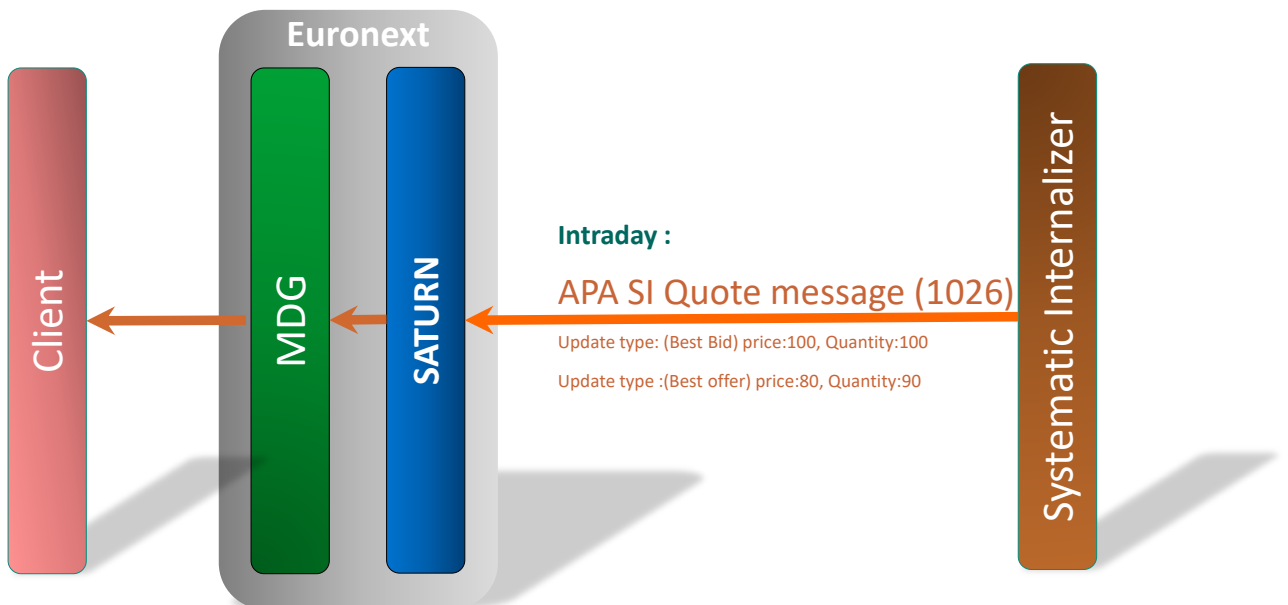 Euronext
Client
MDG
SATURN
Intraday :
APA SI Quote message (1026)
Update type: (Best Bid) price:100, Quantity:100
Update type :(Best offer) price:80, Quantity:90
Systematic Internalizer